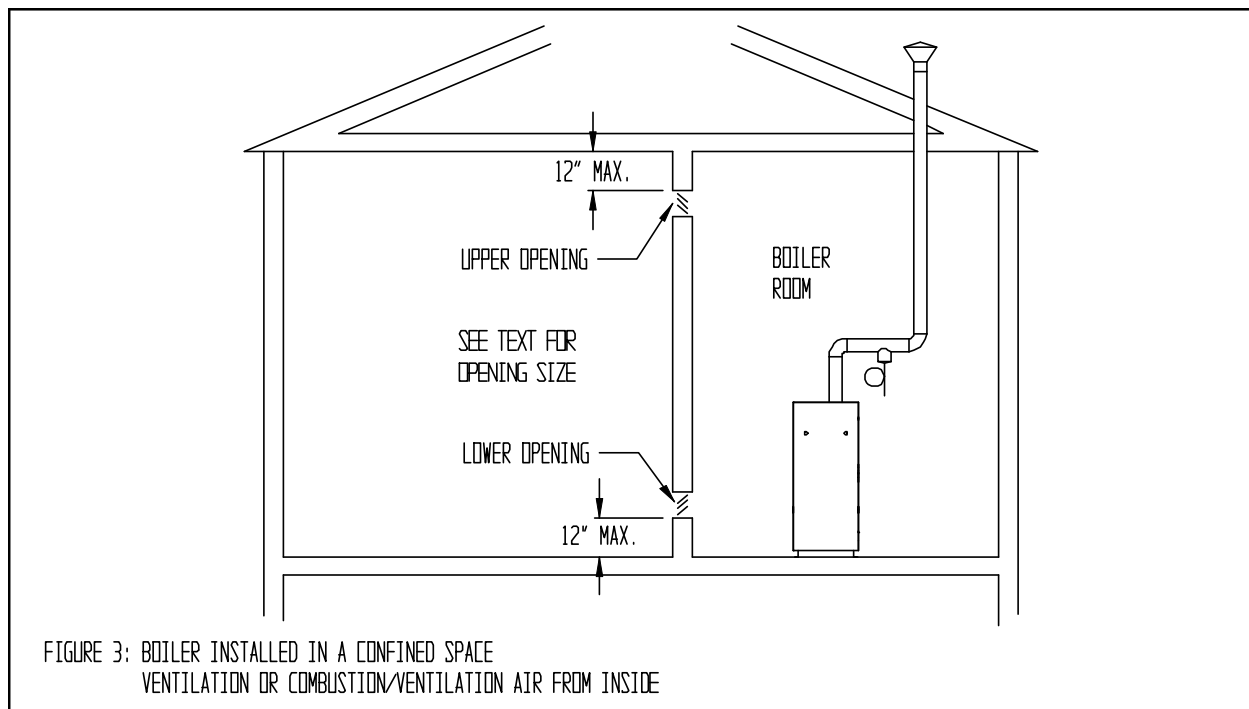 12" MAX.
UPPER OPENING
BOILER
ROOM
SEE TEXT FOR
OPENING SIZE
LOWER OPENING
12" MAX.
FIGURE 3: BOILER INSTALLED IN A CONFINED SPACE
VENTILATION OR COMBUSTION/VENTILATION AIR FROM INSIDE